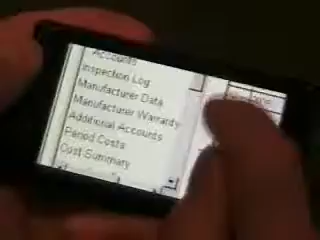 Accounts
Inspection Log
Manufacturer Data
Manufacturer Warranty
Additional Accounts
Period Costs
Cost Summary